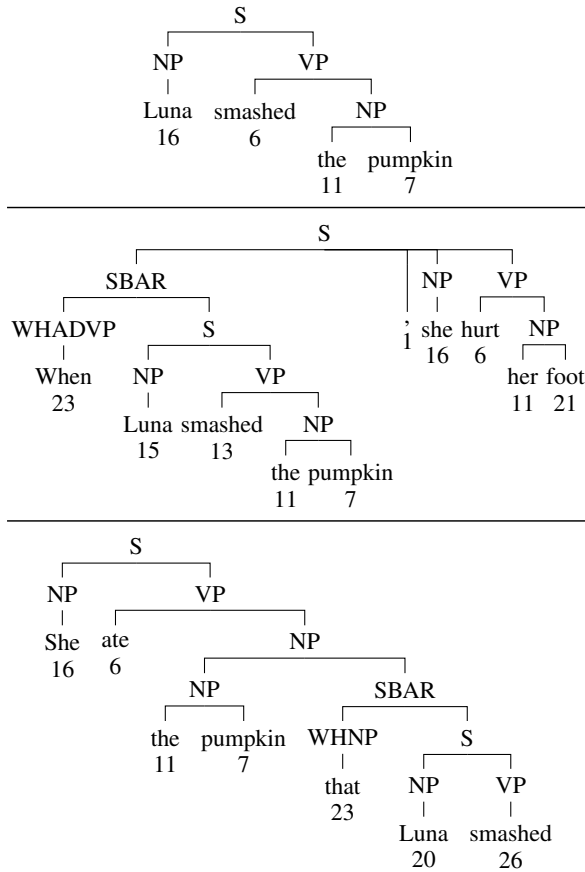 S
NP VP
Luna smashed NP
16 6 the pumpkin
11 7
S
SBAR NP VP
WHADVP S , she hurt NP
1 16 6
When NP VP her foot
23 11 21
Luna smashed NP
15 13
the pumpkin
11 7
S
NP VP
She ate NP
16 6
NP SBAR
the pumpkin WHNP S
11 7
that NP VP
23
Luna smashed
20 26